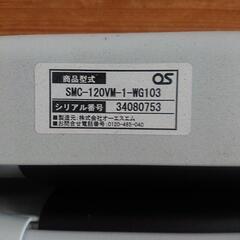 商品型式 OS
SMC-120VM-1-WG103
シリアル番号 34080753
■製造元:株式会社オーエスエム
■お問合せ電話番号:0120-465-040